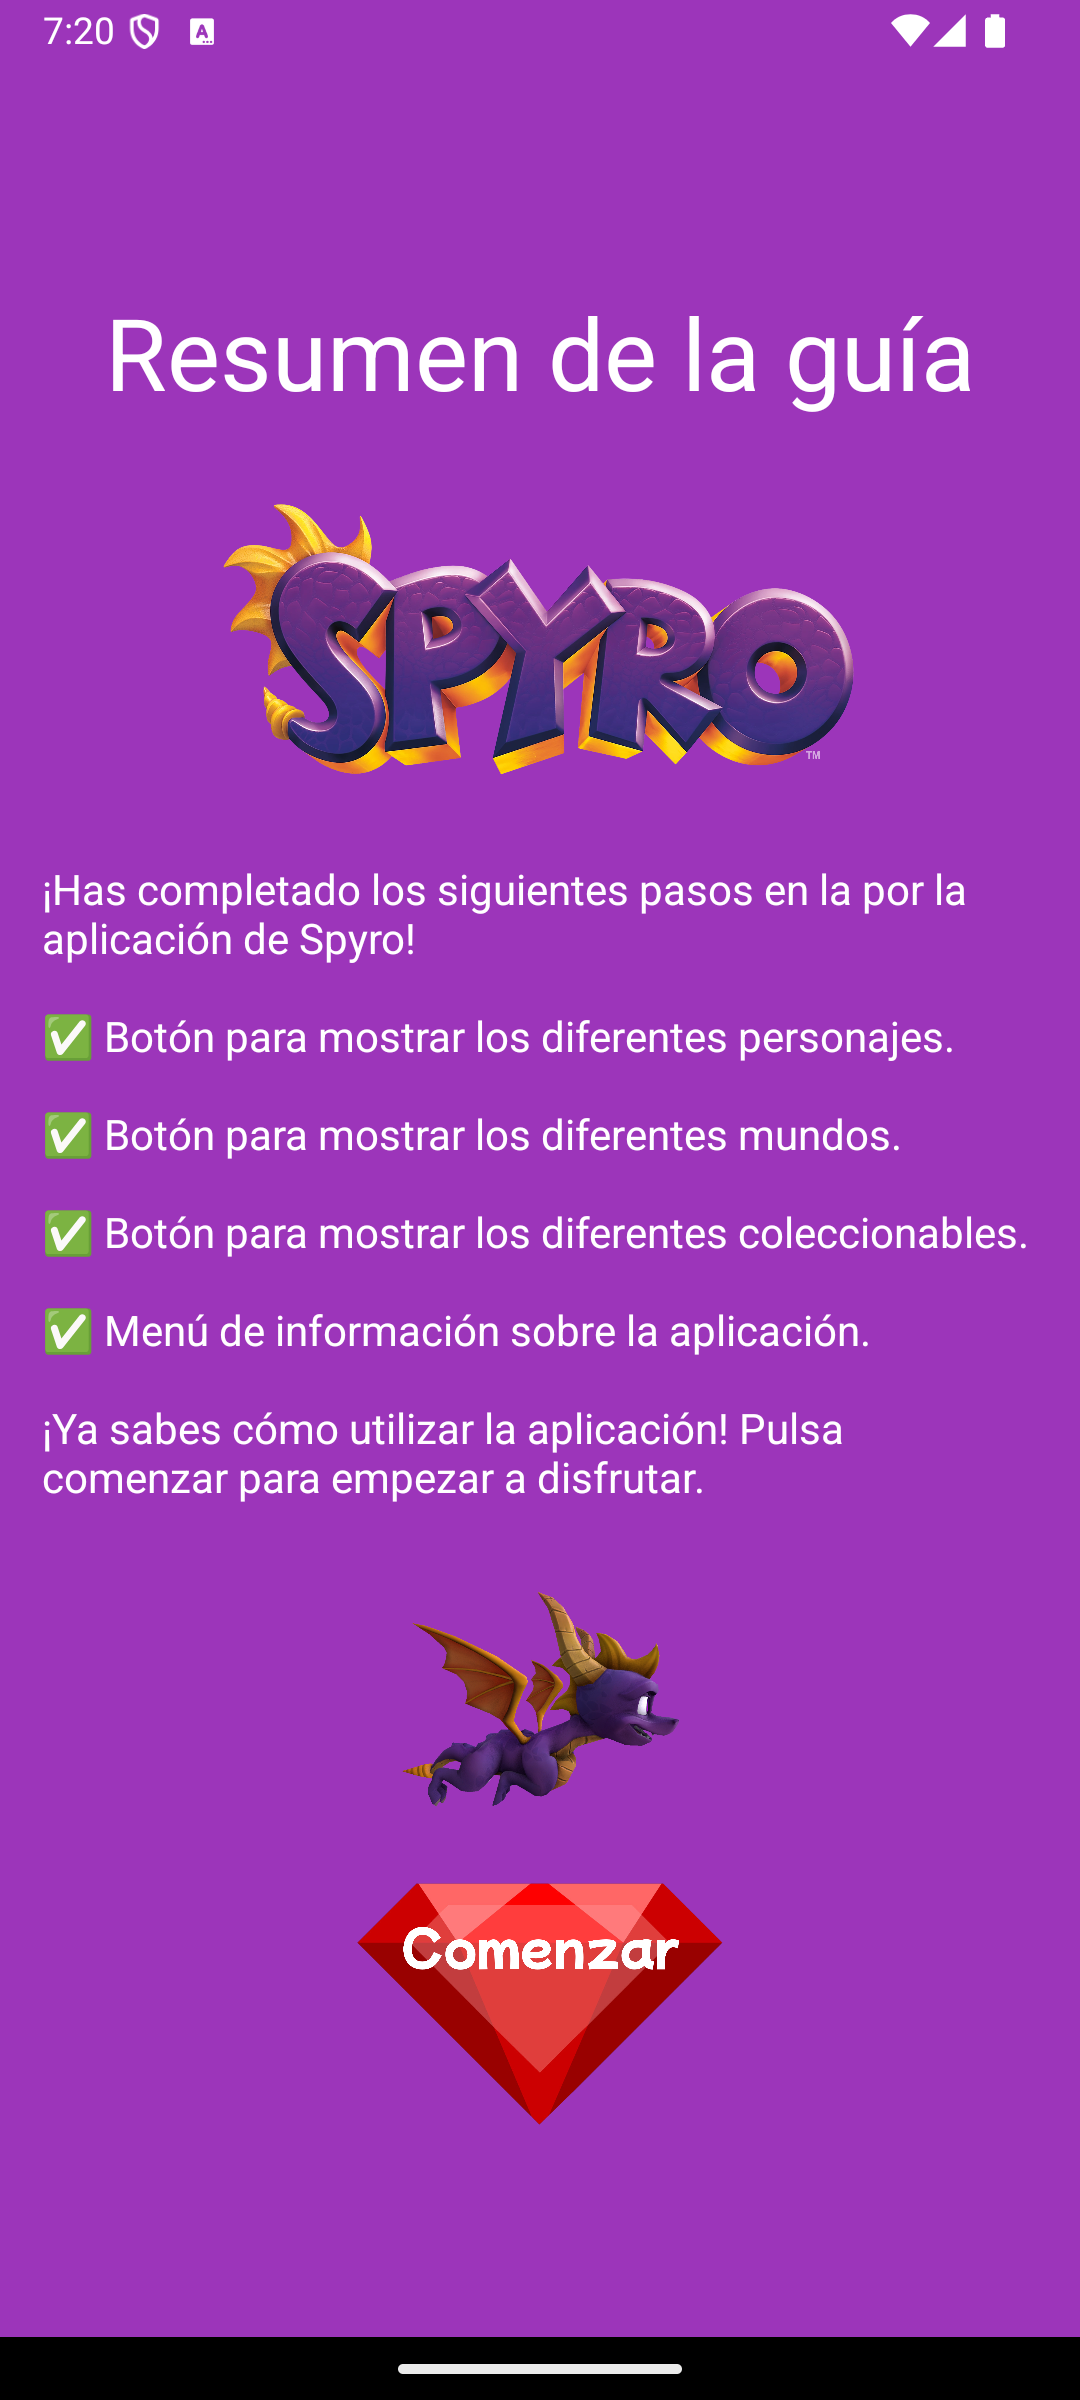 7:20
Resumen de la guía
SPYRO
TM
¡Has completado los siguientes pasos en la por la
aplicación de Spyro!
✅ Botón para mostrar los diferentes personajes.
✅ Botón para mostrar los diferentes mundos.
✅ Botón para mostrar los diferentes coleccionables.
✅ Menú de información sobre la aplicación.
¡Ya sabes cómo utilizar la aplicación! Pulsa
comenzar para empezar a disfrutar.
Comenzar